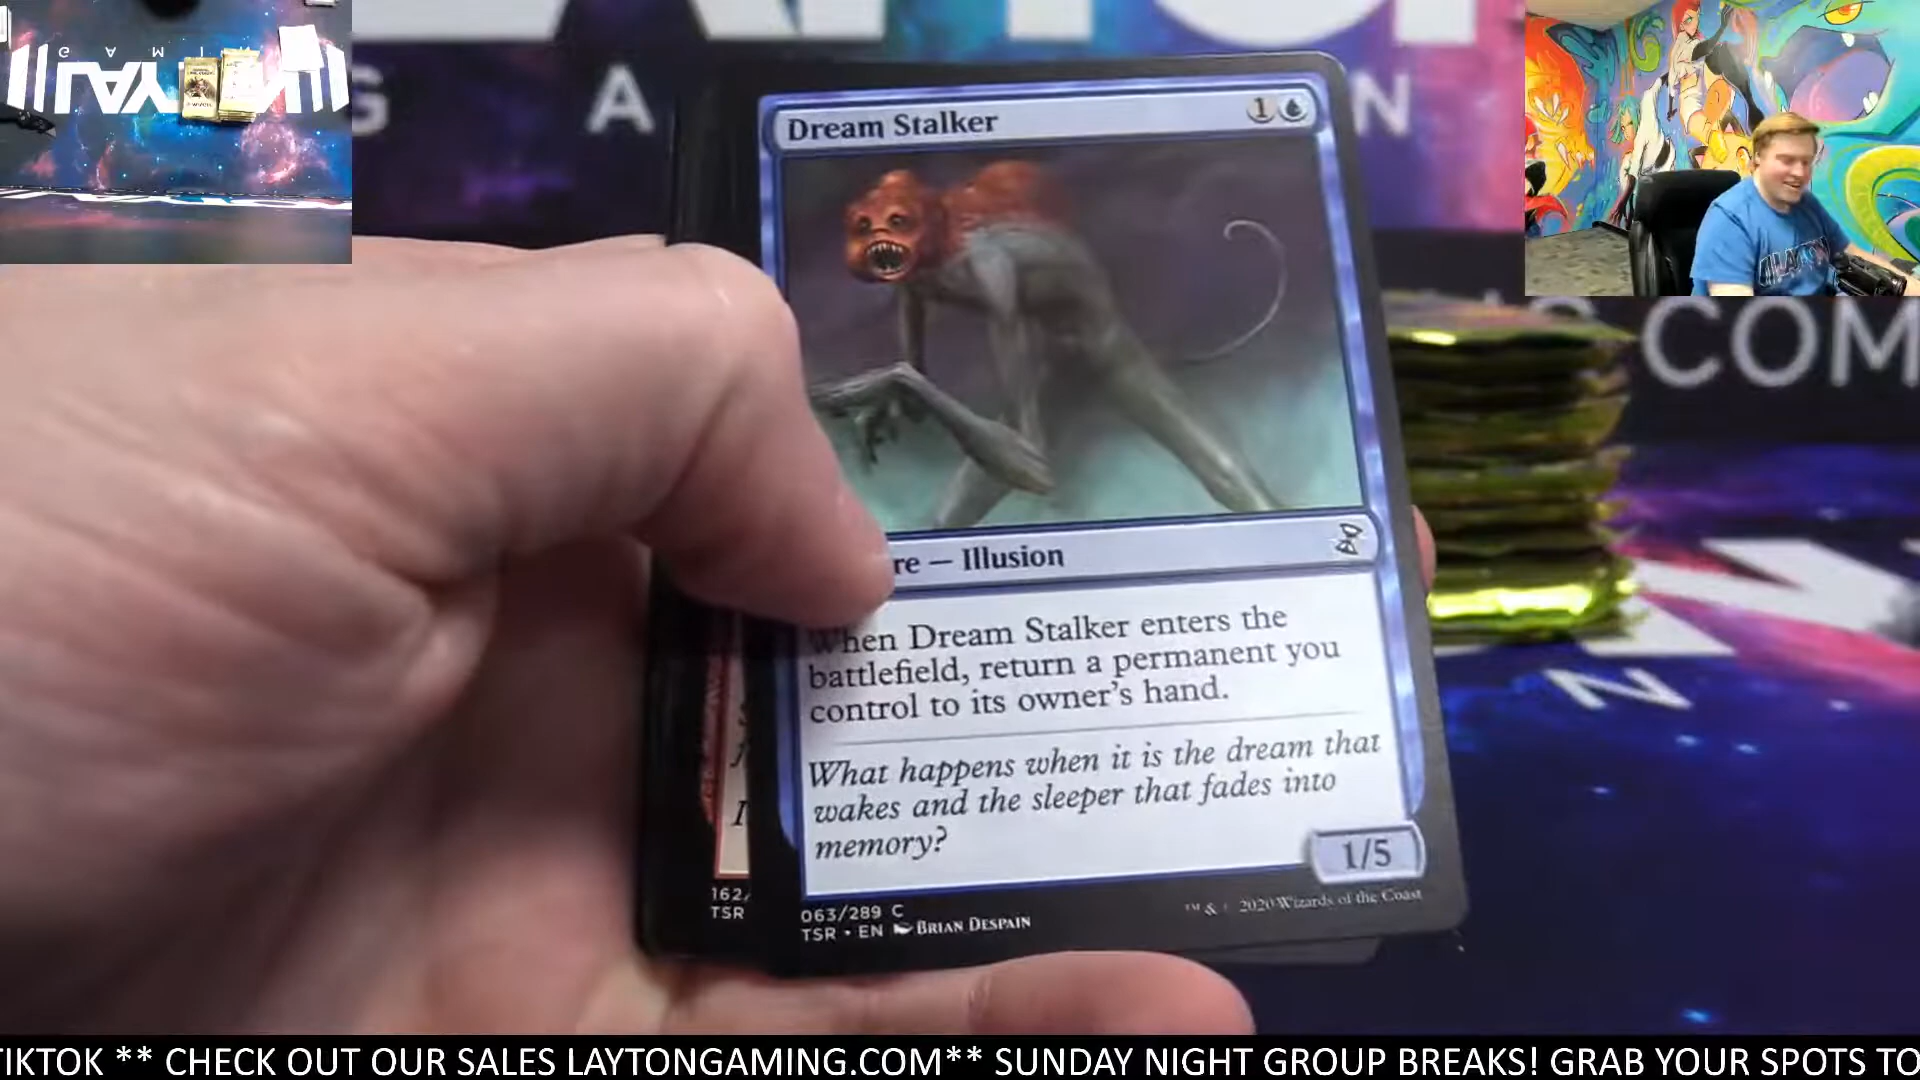 G A M I N
LAYTON
G A N
Dream Stalker 1
re — Illusion
When Dream Stalker enters the
battlefield, return a permanent you
control to its owner's hand.
What happens when it is the dream that
wakes and the sleeper that fades into
memory?
1/5
063/289 C
TSR • EN BRIAN DESPAIN
™ & 2020 Wizards of the Coast
162/
TSR
COM
N
TIKTOK ** CHECK OUT OUR SALES LAYTONGAMING.COM** SUNDAY NIGHT GROUP BREAKS! GRAB YOUR SPOTS TO